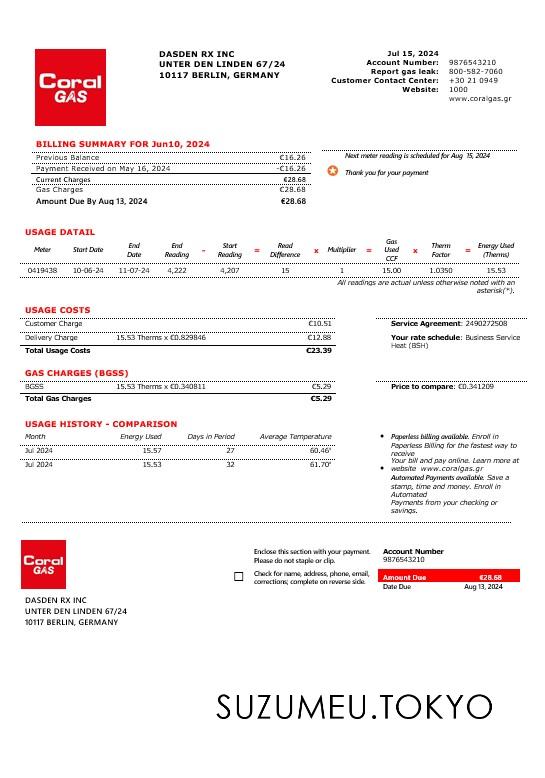 Coral
GAS
DASDEN RX INC
UNTER DEN LINDEN 67/24
10117 BERLIN, GERMANY
Jul 15, 2024
Account Number: 9876543210
Report gas leak: 800-582-7060
Customer Contact Center: +30 21 0949
Website: 1000
www.coralgas.gr
BILLING SUMMARY FOR Jun10, 2024
Previous Balance €16.26
Payment Received on May 16, 2024 -€16.26
Current Charges €28.68
Gas Charges €28.68
Amount Due By Aug 13, 2024 €28.68
Next meter reading is scheduled for Aug 15, 2024
Thank you for your payment
USAGE DATAIL
Meter Start Date End Date End Reading - Start Reading = Read Difference x Multiplier = Gas Used CCF x Therm Factor = Energy Used (Therms)
0419438 10-06-24 11-07-24 4,222 4,207 15 1 15.00 1.0350 15.53
All readings are actual unless otherwise noted with an
asterisk(*).
USAGE COSTS
Customer Charge €10.51
Delivery Charge 15.53 Therms x €0.829846 €12.88
Total Usage Costs €23.39
Service Agreement: 2490272508
Your rate schedule: Business Service
Heat (BSH)
GAS CHARGES (BGSS)
BGSS 15.53 Therms x €0.340811 €5.29
Total Gas Charges €5.29
Price to compare: €0.341209
USAGE HISTORY - COMPARISON
Month Energy Used Days in Period Average Temperature
Jul 2024 15.57 27 60.46°
Jul 2024 15.53 32 61.70°
• Paperless billing available. Enroll in
Paperless Billing for the fastest way to
receive
Your bill and pay online. Learn more at
• website www.coralgas.gr
Automated Payments available. Save a
stamp, time and money. Enroll in
Automated
Payments from your checking or
savings.
Coral
GAS
DASDEN RX INC
UNTER DEN LINDEN 67/24
10117 BERLIN, GERMANY
Enclose this section with your payment.
Please do not staple or clip.
Check for name, address, phone, email,
corrections; complete on reverse side.
Account Number
9876543210
Amount Due €28.68
Date Due Aug 13, 2024
SUZUMEU.TOKYO